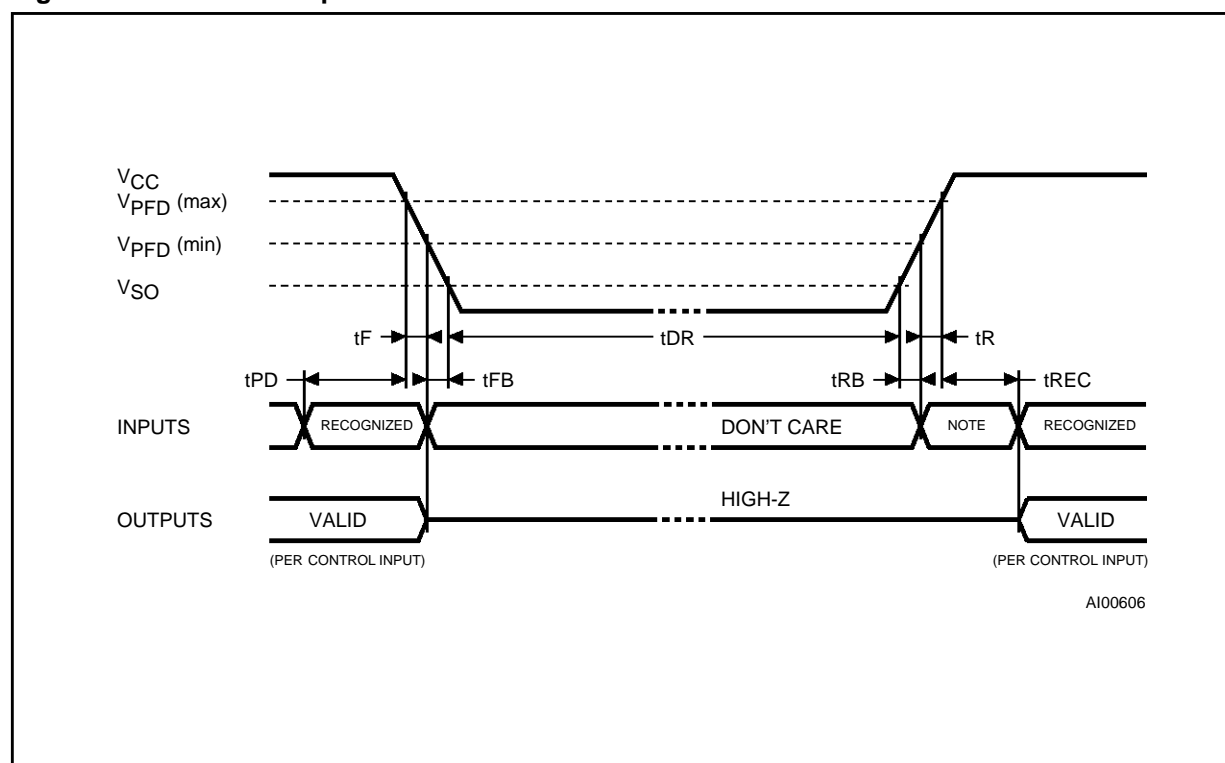 VCC
VPFD (max)
VPFD (min)
VSO
tF
tDR
tR
tPD
tFB
tRB
tREC
INPUTS
RECOGNIZED
DON'T CARE
NOTE
RECOGNIZED
HIGH-Z
OUTPUTS
VALID
VALID
(PER CONTROL INPUT)
(PER CONTROL INPUT)
AI00606